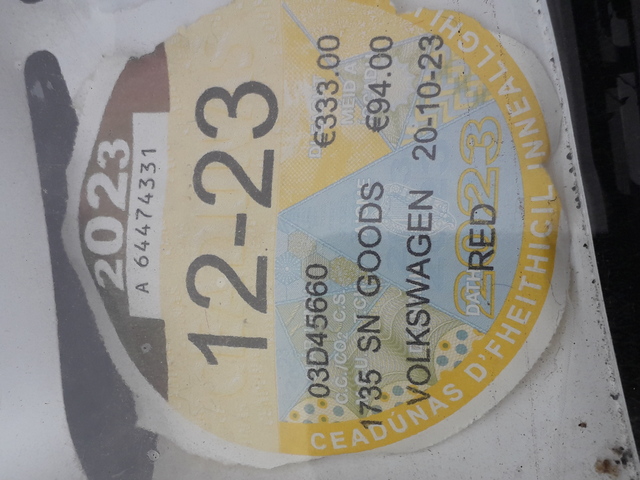 2023
A 64474331
12-23
03D45660 €333.00
1735 SN GOODS €94.00
VOLKSWAGEN 20-10-23
RED
2023
CEADÚNAS D'FHEITHICIL INNEALLGHL